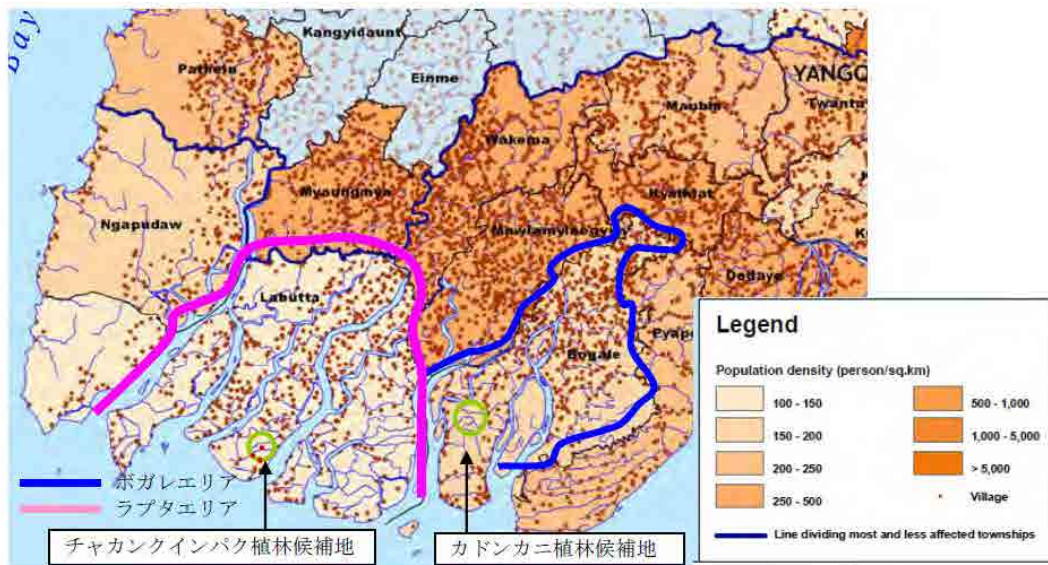 Bay
Kangyidaunt
Pathein
Einme
YANGO
Maubin
Twanta
Wakema
Myaungmya
Kyaiklat
Ngapudaw
Mawlamyinegyun
Dedaye
Labutta
Pyapo
Bogale
ボガレエリア
ラプタエリア
チャカンクインパク植林候補地
カドンカニ植林候補地
Legend
Population density (person/sq.km)
100 - 150
150 - 200
200 - 250
250 - 500
500 - 1,000
1,000 - 5,000
> 5,000
Village
Line dividing most and less affected townships